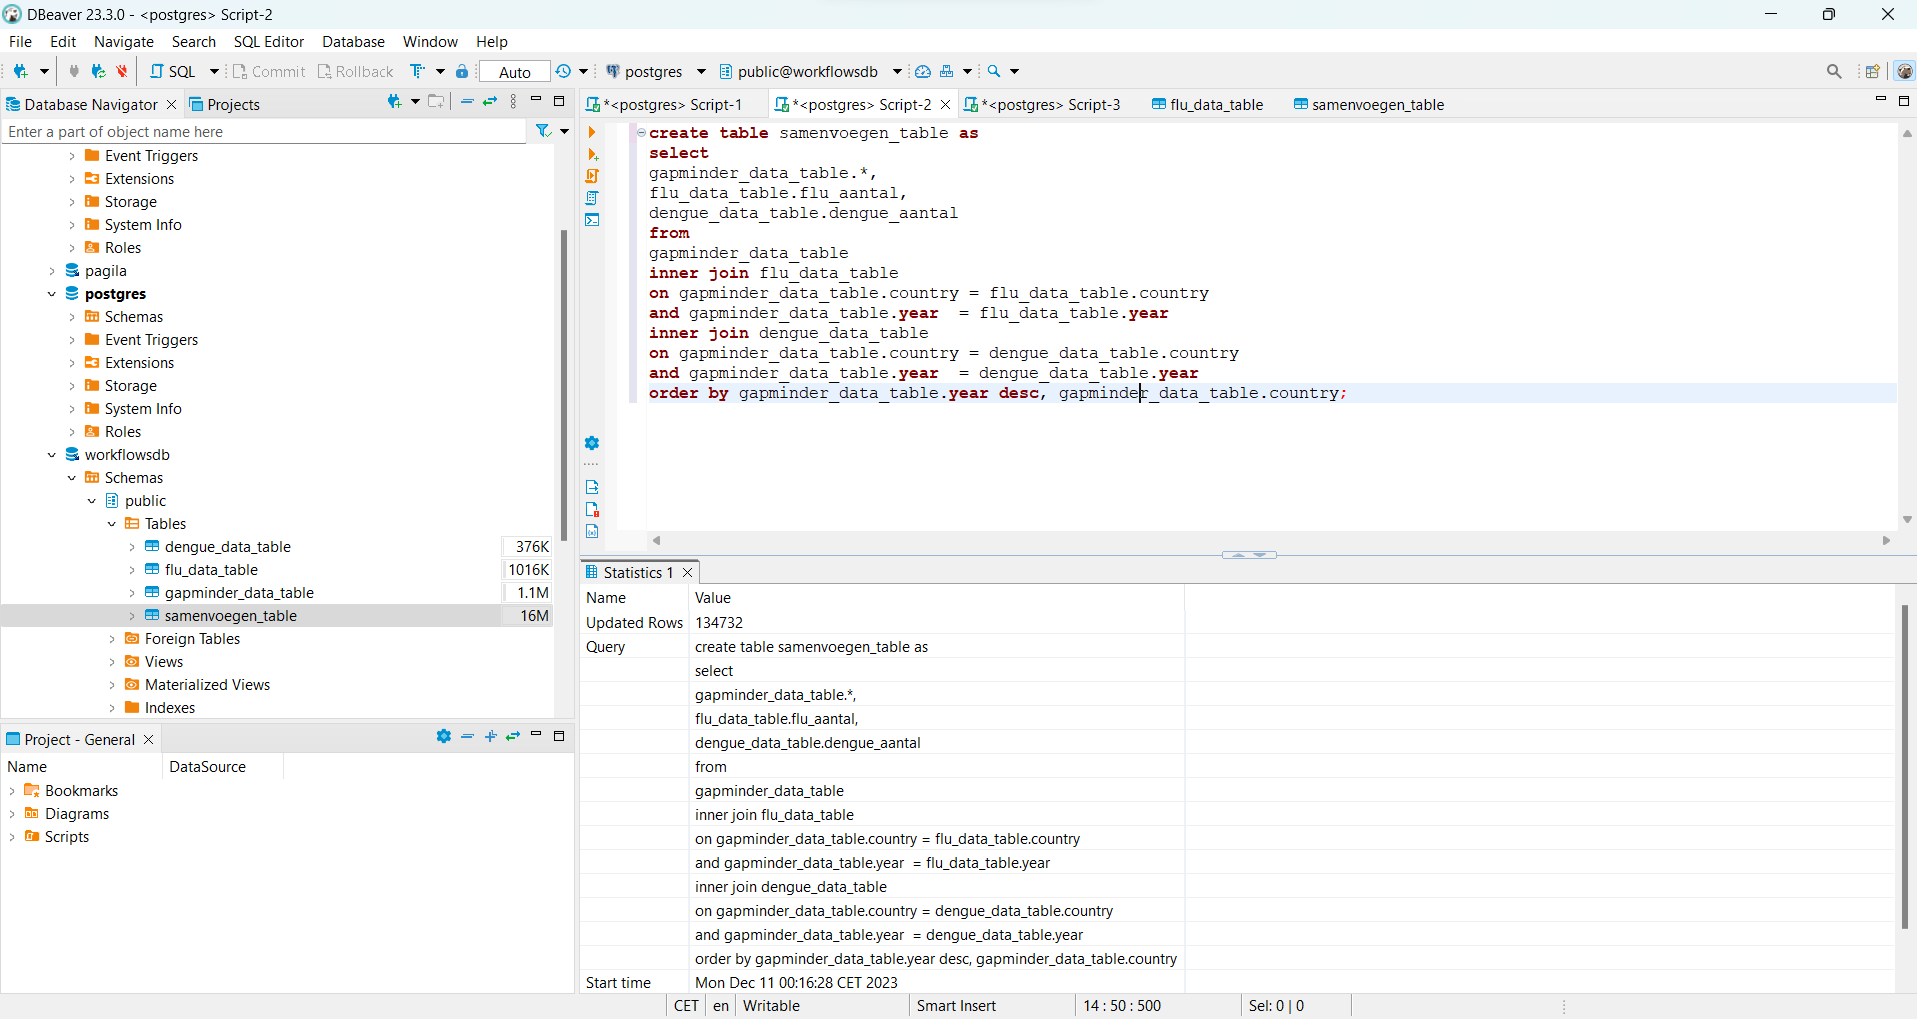 DBeaver 23.3.0 - <postgres> Script-2
File Edit Navigate Search SQL Editor Database Window Help
SQL Commit Rollback Auto postgres public@workflowsdb
Database Navigator Projects
Enter a part of object name here
Event Triggers
Extensions
Storage
System Info
Roles
pagila
postgres
Schemas
Event Triggers
Extensions
Storage
System Info
Roles
workflowsdb
Schemas
public
Tables
dengue_data_table 376K
flu_data_table 1016K
gapminder_data_table 1.1M
samenvoegen_table 16M
Foreign Tables
Views
Materialized Views
Indexes
Project - General
Name DataSource
Bookmarks
Diagrams
Scripts
*<postgres> Script-1 *<postgres> Script-2 *<postgres> Script-3 flu_data_table samenvoegen_table
create table samenvoegen_table as
select
gapminder_data_table.*,
flu_data_table.flu_aantal,
dengue_data_table.dengue_aantal
from
gapminder_data_table
inner join flu_data_table
on gapminder_data_table.country = flu_data_table.country
and gapminder_data_table.year  = flu_data_table.year
inner join dengue_data_table
on gapminder_data_table.country = dengue_data_table.country
and gapminder_data_table.year  = dengue_data_table.year
order by gapminder_data_table.year desc, gapminder_data_table.country;
Statistics 1
Name Value
Updated Rows 134732
Query create table samenvoegen_table as
select
gapminder_data_table.*,
flu_data_table.flu_aantal,
dengue_data_table.dengue_aantal
from
gapminder_data_table
inner join flu_data_table
on gapminder_data_table.country = flu_data_table.country
and gapminder_data_table.year  = flu_data_table.year
inner join dengue_data_table
on gapminder_data_table.country = dengue_data_table.country
and gapminder_data_table.year  = dengue_data_table.year
order by gapminder_data_table.year desc, gapminder_data_table.country
Start time Mon Dec 11 00:16:28 CET 2023
CET en Writable Smart Insert 14 : 50 : 500 Sel: 0 | 0